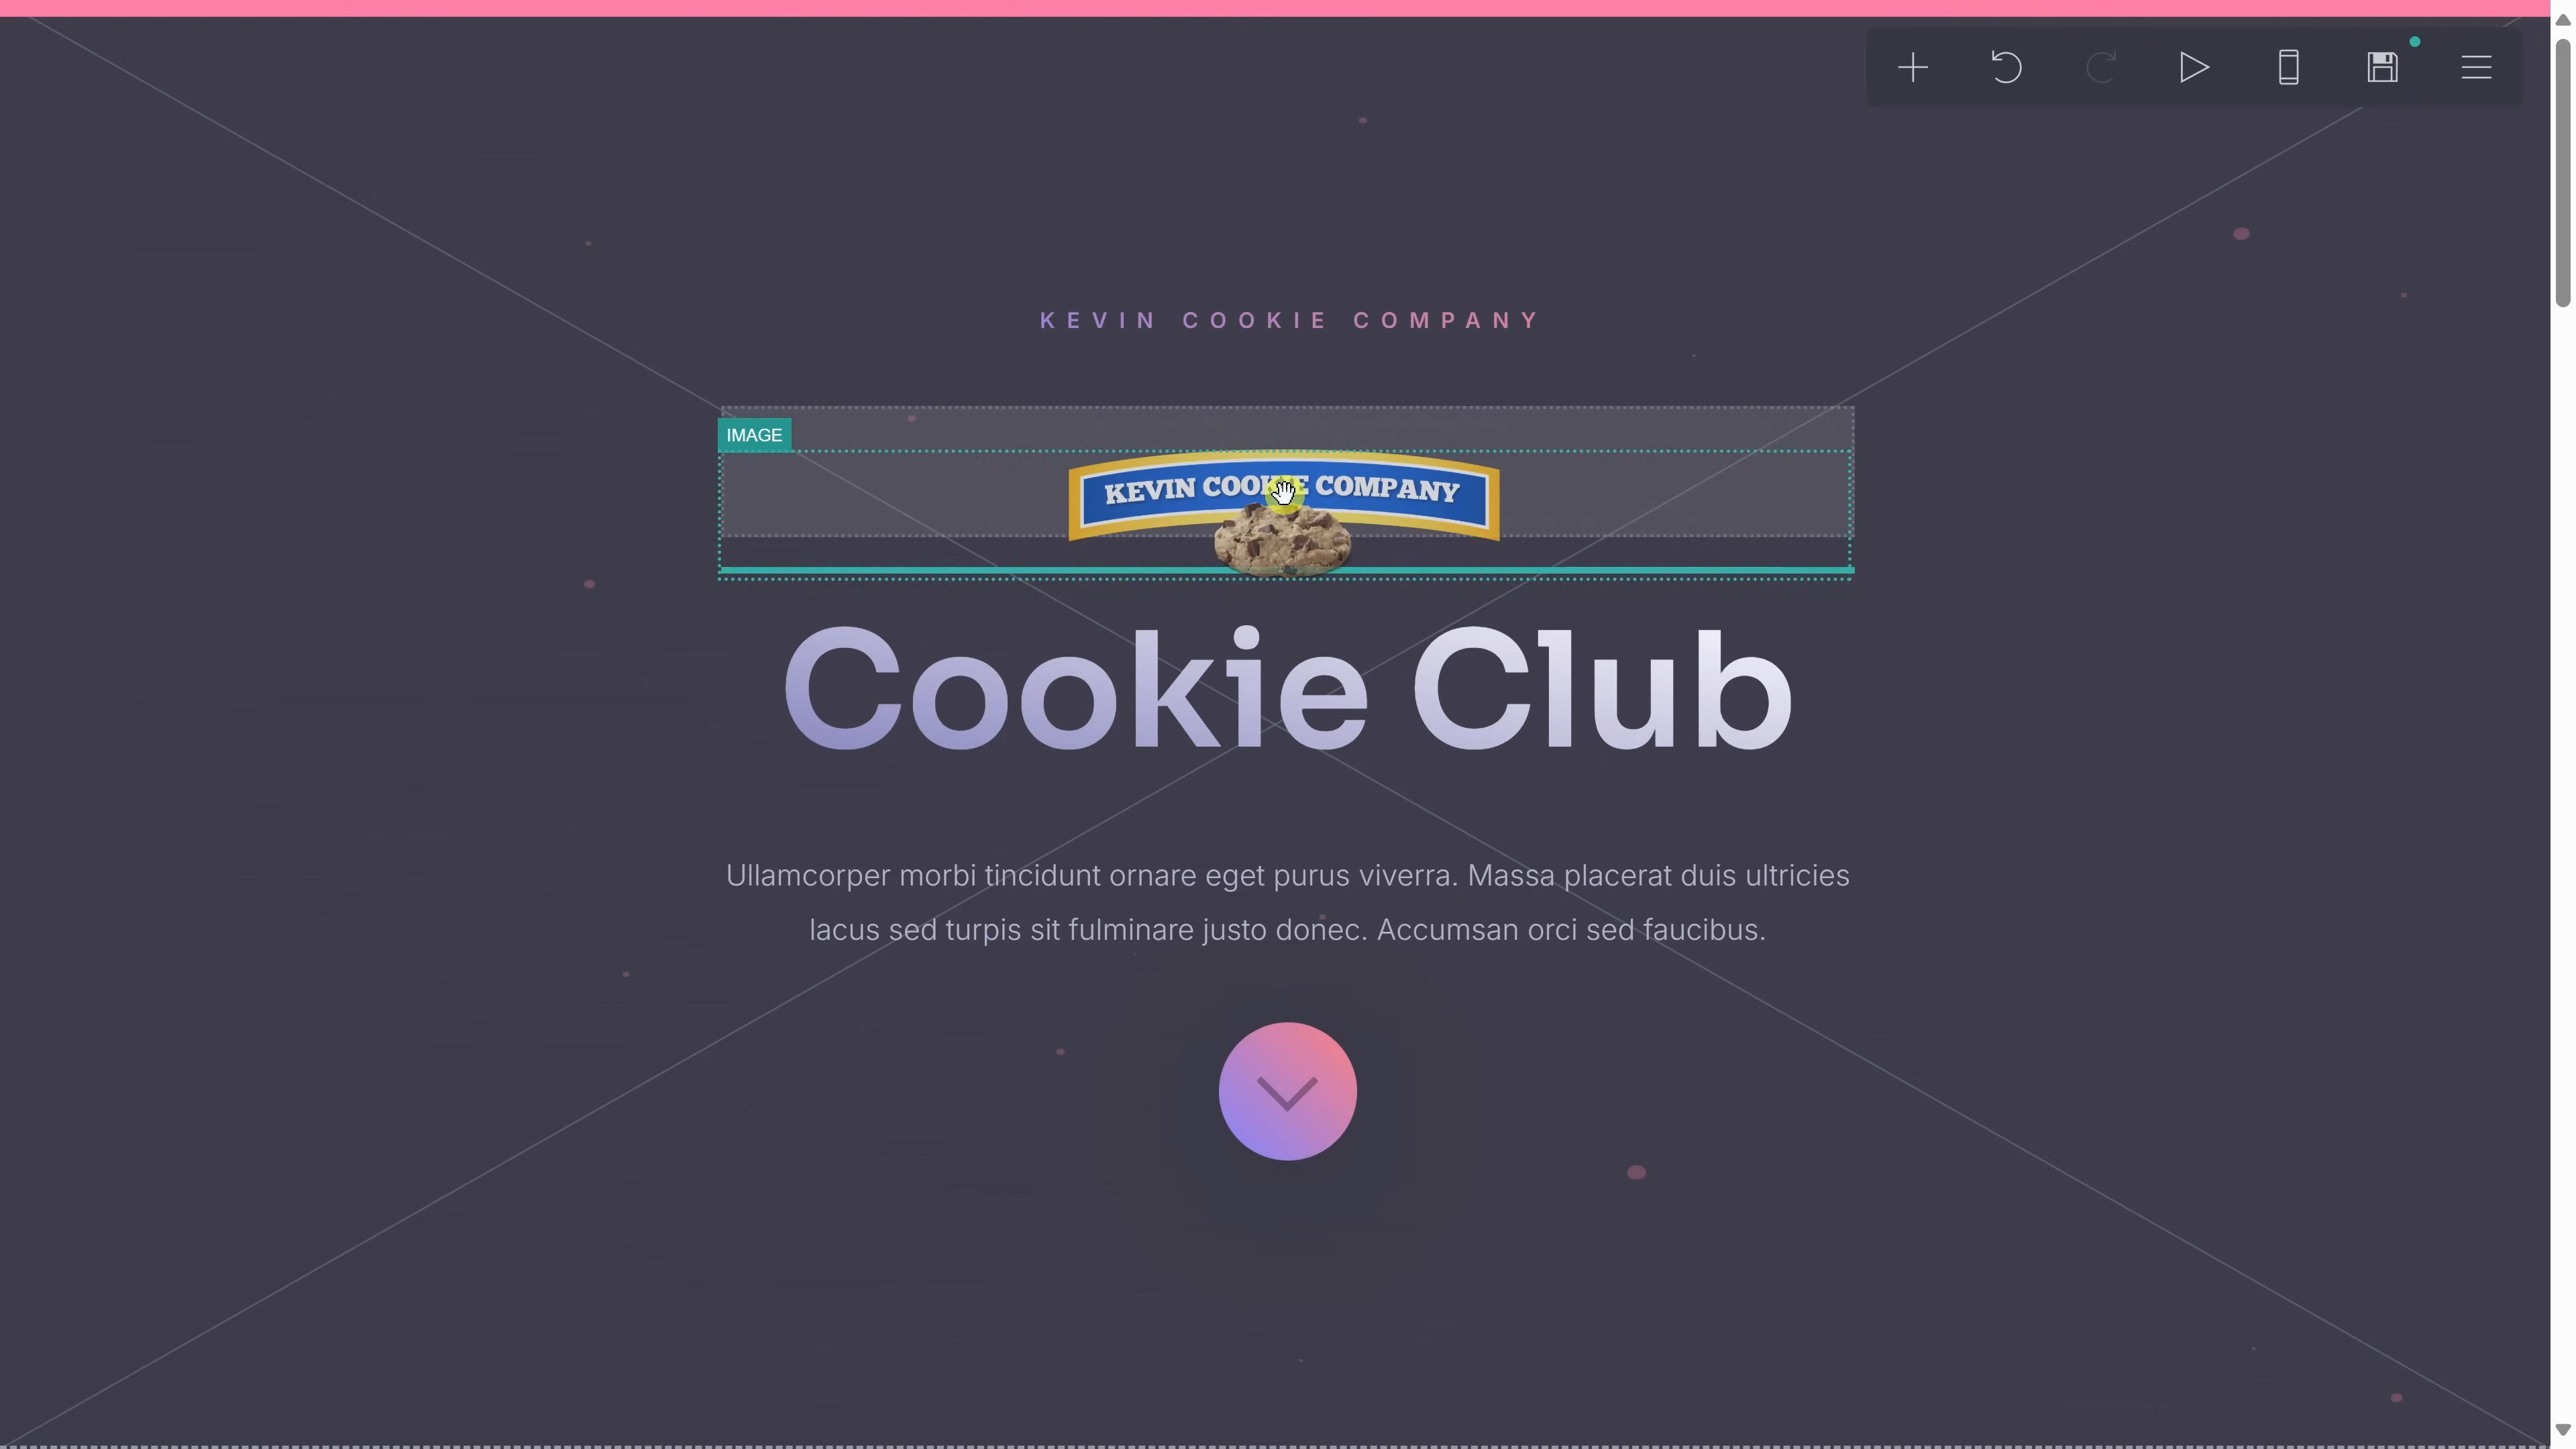 KEVIN COOKIE COMPANY
IMAGE
KEVIN COOKIE COMPANY
Cookie Club
Ullamcorper morbi tincidunt ornare eget purus viverra. Massa placerat duis ultricies
lacus sed turpis sit fulminare justo donec. Accumsan orci sed faucibus.